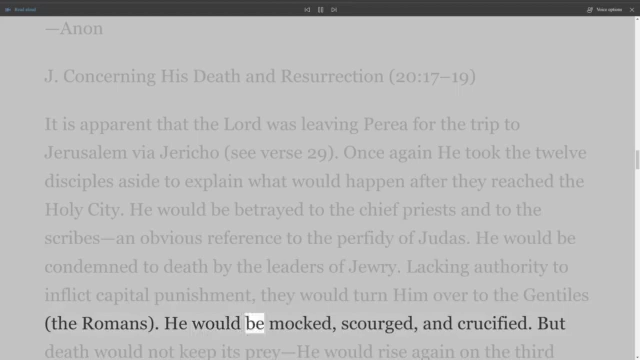 Read aloud
Voice options
—Anon
J. Concerning His Death and Resurrection (20:17–19)
It is apparent that the Lord was leaving Perea for the trip to
Jerusalem via Jericho (see verse 29). Once again He took the twelve
disciples aside to explain what would happen after they reached the
Holy City. He would be betrayed to the chief priests and to the
scribes—an obvious reference to the perfidy of Judas. He would be
condemned to death by the leaders of Jewry. Lacking authority to
inflict capital punishment, they would turn Him over to the Gentiles
(the Romans). He would be mocked, scourged, and crucified. But
death would not keep its prey—He would rise again on the third